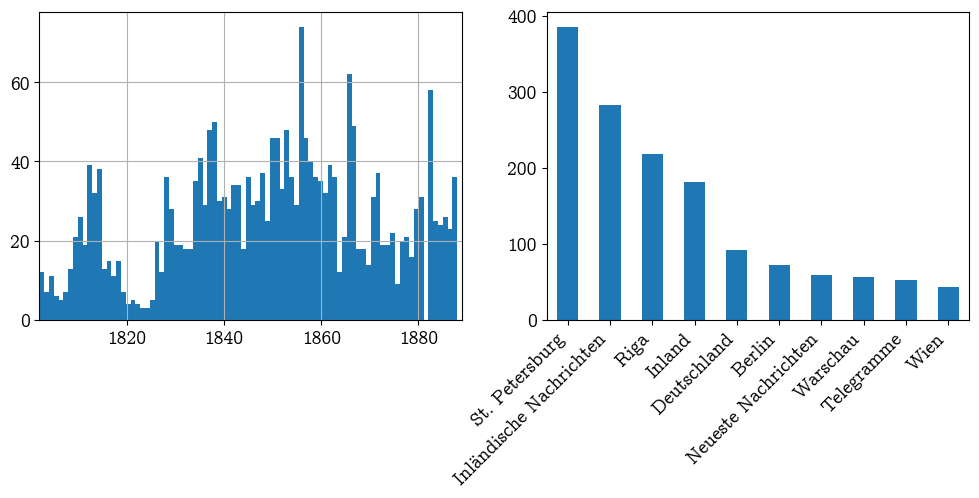 60
40
20
0
1820 1840 1860 1880
400
300
200
100
0
St. Petersburg
Inländische Nachrichten
Riga
Inland
Deutschland
Berlin
Neueste Nachrichten
Warschau
Telegramme
Wien